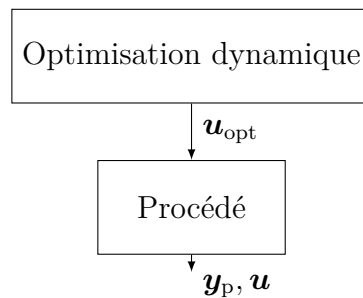 Optimisation dynamique
u_opt
Procédé
y_p, u